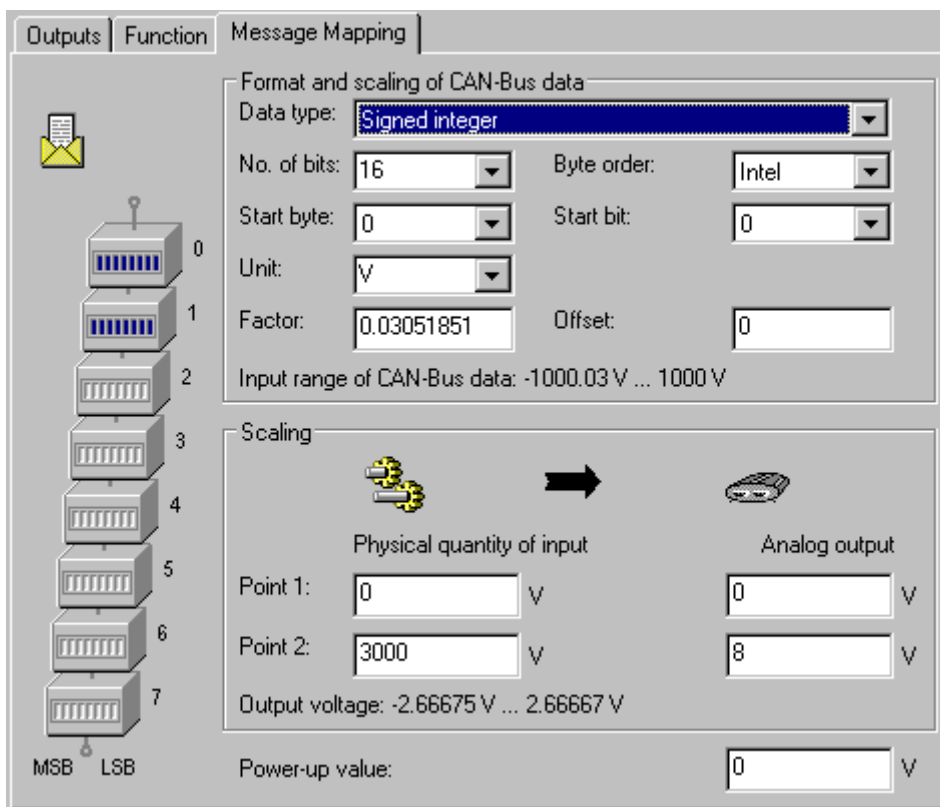 Outputs Function Message Mapping
Format and scaling of CAN-Bus data
Data type: Signed integer
No. of bits: 16 Byte order: Intel
Start byte: 0 Start bit: 0
Unit: V
Factor: 0.03051851 Offset: 0
Input range of CAN-Bus data: -1000.03 V ... 1000 V
0
1
2
3
4
5
6
7
MSB LSB
Scaling
Physical quantity of input Analog output
Point 1: 0 V 0 V
Point 2: 3000 V 8 V
Output voltage: -2.66675 V ... 2.66667 V
Power-up value: 0 V